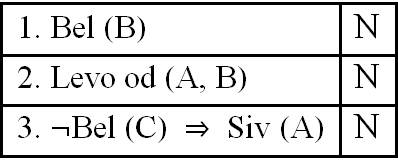 1. Bel (B) N
2. Levo od (A, B) N
3. ¬Bel (C) ⇒ Siv (A) N